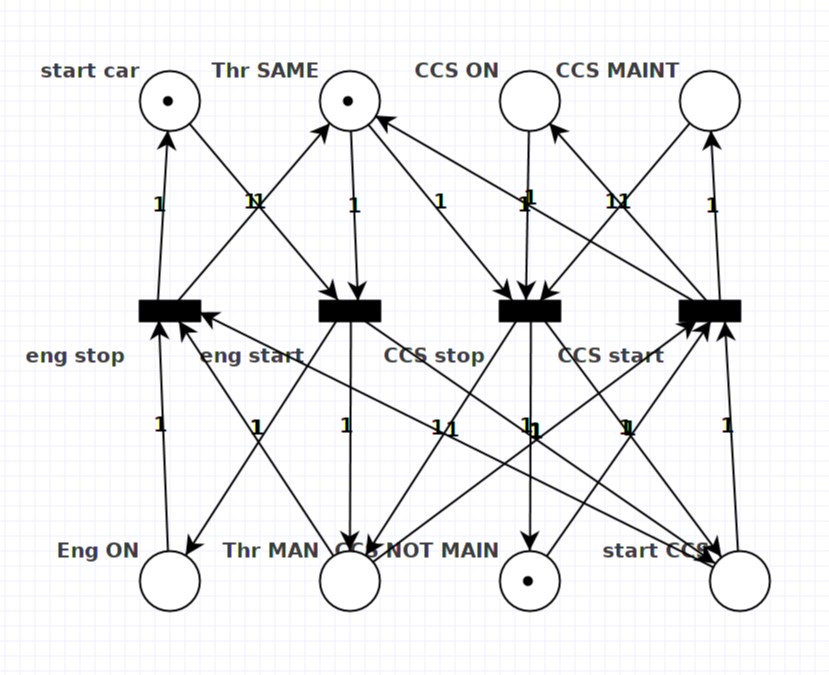 start car
Thr SAME
CCS ON
CCS MAINT
1
11
1
1
1
1
11
1
eng stop
eng start
CCS stop
CCS start
1
1
1
1
1
1
1
1
1
Eng ON
Thr MAN
CCS NOT MAIN
start CCS